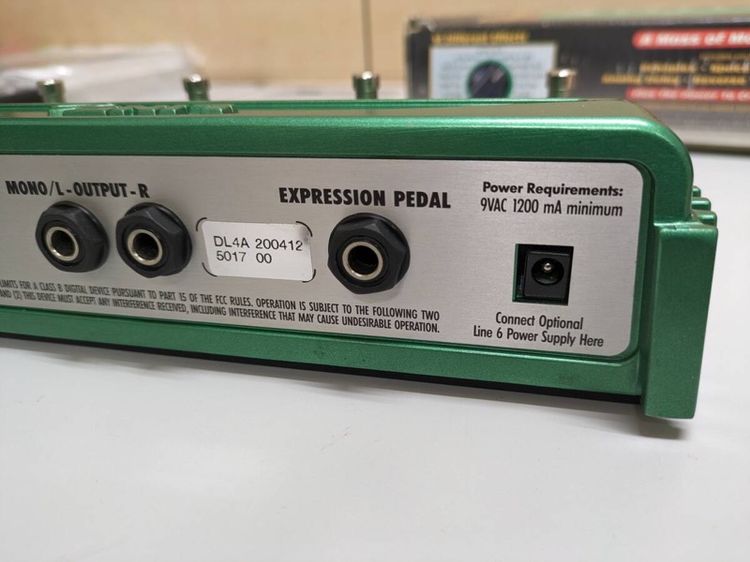 A Mass of M
MONO/L-OUTPUT-R
EXPRESSION PEDAL
Power Requirements:
9VAC 1200 mA minimum
DL4A 200412
5017 00
LIMITS FOR A CLASS B DIGITAL DEVICE PURSUANT TO PART 15 OF THE FCC RULES. OPERATION IS SUBJECT TO THE FOLLOWING TWO
AND (2) THIS DEVICE MUST ACCEPT ANY INTERFERENCE RECEIVED, INCLUDING INTERFERENCE THAT MAY CAUSE UNDESIRABLE OPERATION.
Connect Optional
Line 6 Power Supply Here